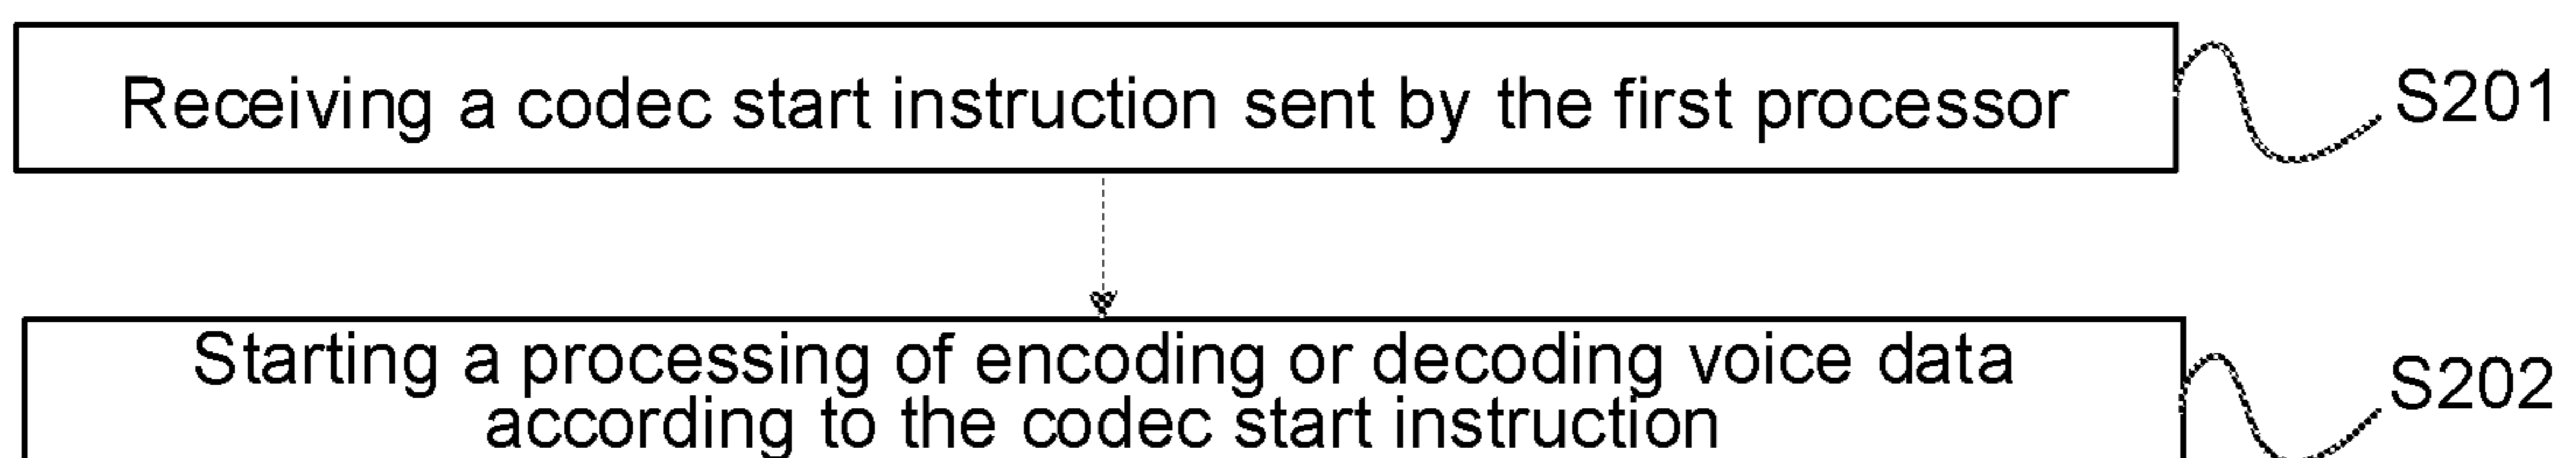 Receiving a codec start instruction sent by the first processor
S201
Starting a processing of encoding or decoding voice data
according to the codec start instruction
S202